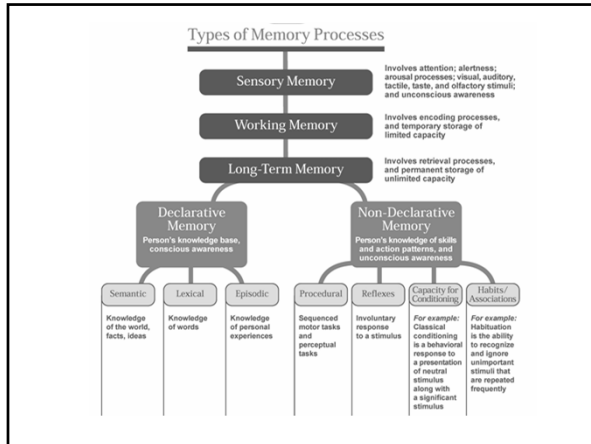 Types of Memory Processes
Sensory Memory
Involves attention; alertness;
arousal processes; visual, auditory,
tactile, taste, and olfactory stimuli;
and unconscious awareness
Working Memory
Involves encoding processes,
and temporary storage of
limited capacity
Long-Term Memory
Involves retrieval processes,
and permanent storage of
unlimited capacity
Declarative
Memory
Person's knowledge base,
conscious awareness
Non-Declarative
Memory
Person's knowledge of skills
and action patterns, and
unconscious awareness
Semantic
Knowledge
of the world,
facts, ideas
Lexical
Knowledge
of words
Episodic
Knowledge
of personal
experiences
Procedural
Sequenced
motor tasks
and
perceptual
tasks
Reflexes
Involuntary
response
to a stimulus
Capacity for
Conditioning
For example:
Classical
conditioning
is a behavioral
response to
a presentation
of neutral
stimulus
along with
a significant
stimulus
Habits/
Associations
For example:
Habituation
is the ability
to recognize
and ignore
unimportant
stimuli that
are repeated
frequently